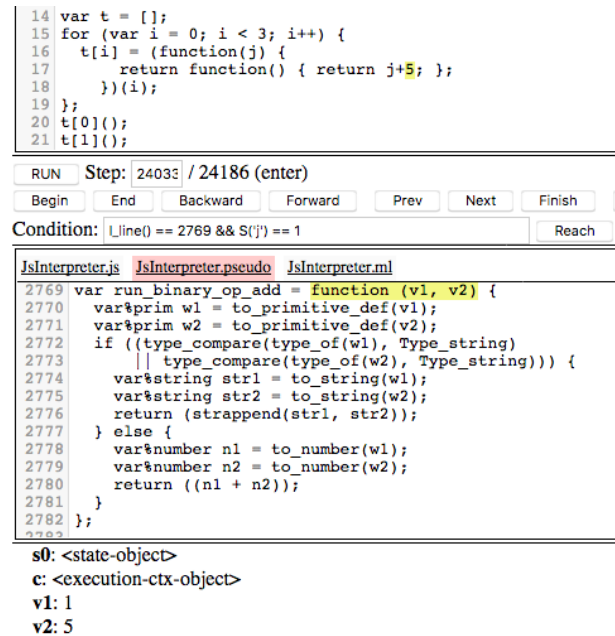 14 var t = [];
15 for (var i = 0; i < 3; i++) {
16   t[i] = (function(j) {
17       return function() { return j+5; };
18     })(i);
19 };
20 t[0]();
21 t[1]();
RUN Step: 24033 / 24186 (enter)
Begin End Backward Forward Prev Next Finish
Condition: I_line() == 2769 && S('j') == 1 Reach
JsInterpreter.js JsInterpreter.pseudo JsInterpreter.ml
2769 var run_binary_op_add = function (v1, v2) {
2770   var%prim w1 = to_primitive_def(v1);
2771   var%prim w2 = to_primitive_def(v2);
2772   if ((type_compare(type_of(w1), Type_string)
2773       || type_compare(type_of(w2), Type_string))) {
2774     var%string str1 = to_string(w1);
2775     var%string str2 = to_string(w2);
2776     return (strappend(str1, str2));
2777   } else {
2778     var%number n1 = to_number(w1);
2779     var%number n2 = to_number(w2);
2780     return ((n1 + n2));
2781   }
2782 };
s0: <state-object>
c: <execution-ctx-object>
v1: 1
v2: 5